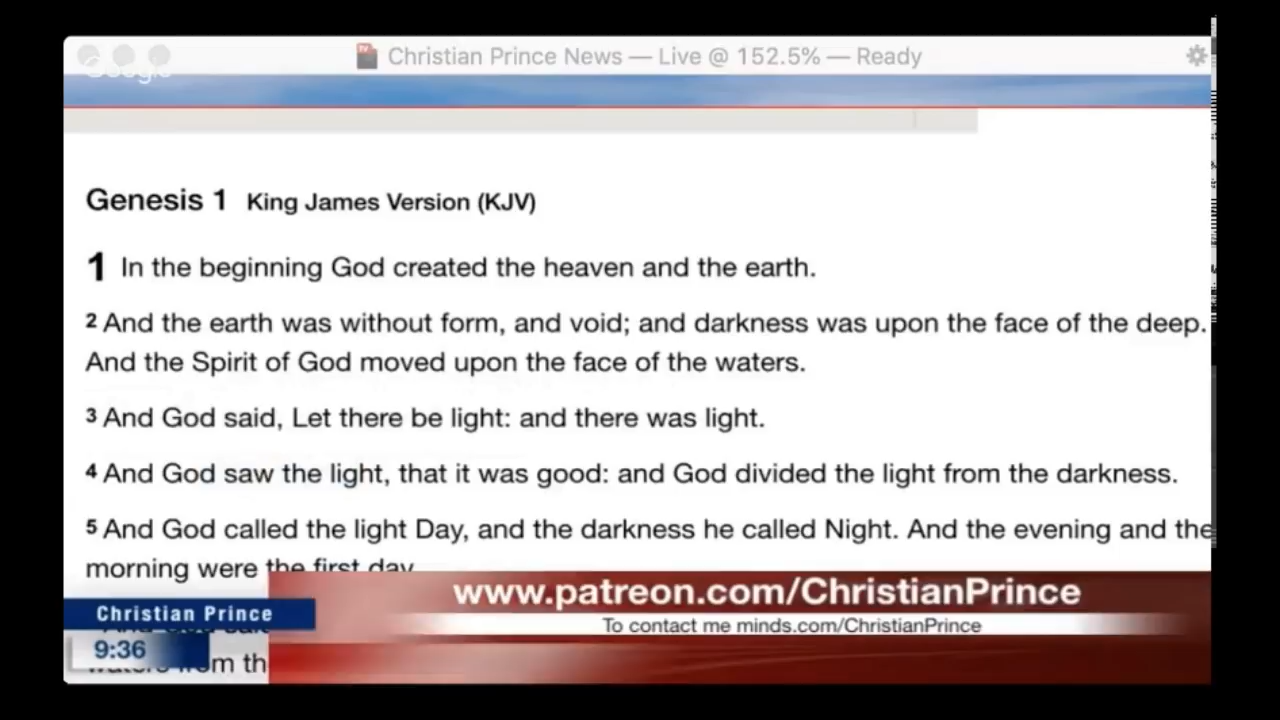 Christian Prince News — Live @ 152.5% — Ready
Google
Genesis 1 King James Version (KJV)
1 In the beginning God created the heaven and the earth.
2 And the earth was without form, and void; and darkness was upon the face of the deep.
And the Spirit of God moved upon the face of the waters.
3 And God said, Let there be light: and there was light.
4 And God saw the light, that it was good: and God divided the light from the darkness.
5 And God called the light Day, and the darkness he called Night. And the evening and the
morning were the first day
www.patreon.com/ChristianPrince
Christian Prince
To contact me minds.com/ChristianPrince
9:36
from th